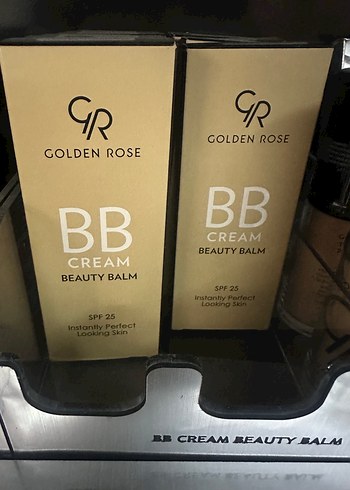 GR
GOLDEN ROSE
BB
CREAM
BEAUTY BALM
SPF 25
Instantly Perfect
Looking Skin
GR
GOLDEN ROSE
BB
CREAM
BEAUTY BALM
SPF 25
Instantly Perfect
Looking Skin
BB CREAM BEAUTY BALM